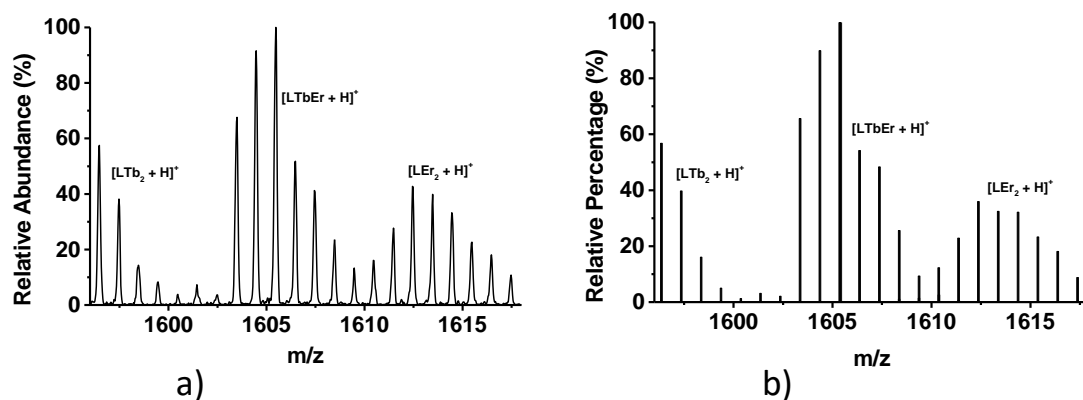 Relative Abundance (%)
100
80
60
40
20
0
[LTb₂ + H]⁺
[LTbEr + H]⁺
[LEr₂ + H]⁺
1600
1605
1610
1615
m/z
a)
Relative Percentage (%)
100
80
60
40
20
0
[LTb₂ + H]⁺
[LTbEr + H]⁺
[LEr₂ + H]⁺
1600
1605
1610
1615
m/z
b)